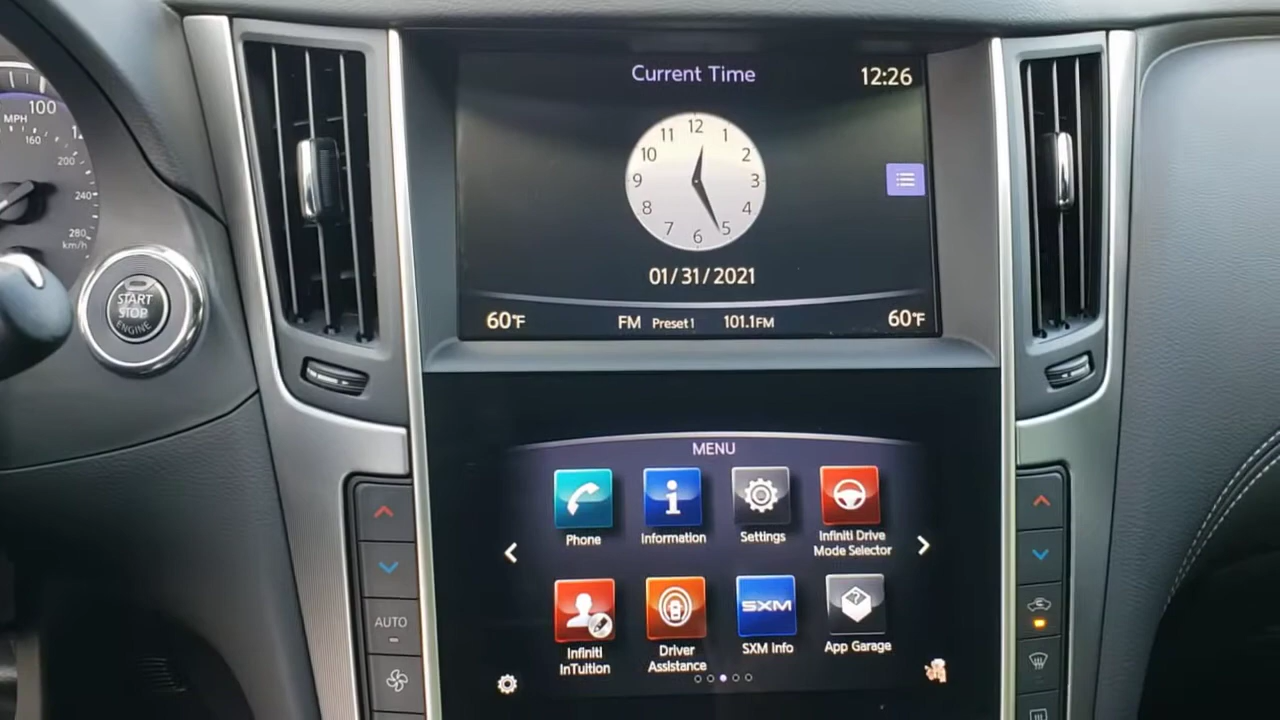 100
MPH
160
200
240
280
km/h
START
STOP
ENGINE
Current Time
12:26
12
11 1
10 2
9 3
8 4
7 5
6
01/31/2021
60°F FM Preset1 101.1FM 60°F
MENU
Phone Information Settings Infiniti Drive
Mode Selector
SXM
Infiniti
InTuition
Driver
Assistance
SXM Info
App Garage
AUTO